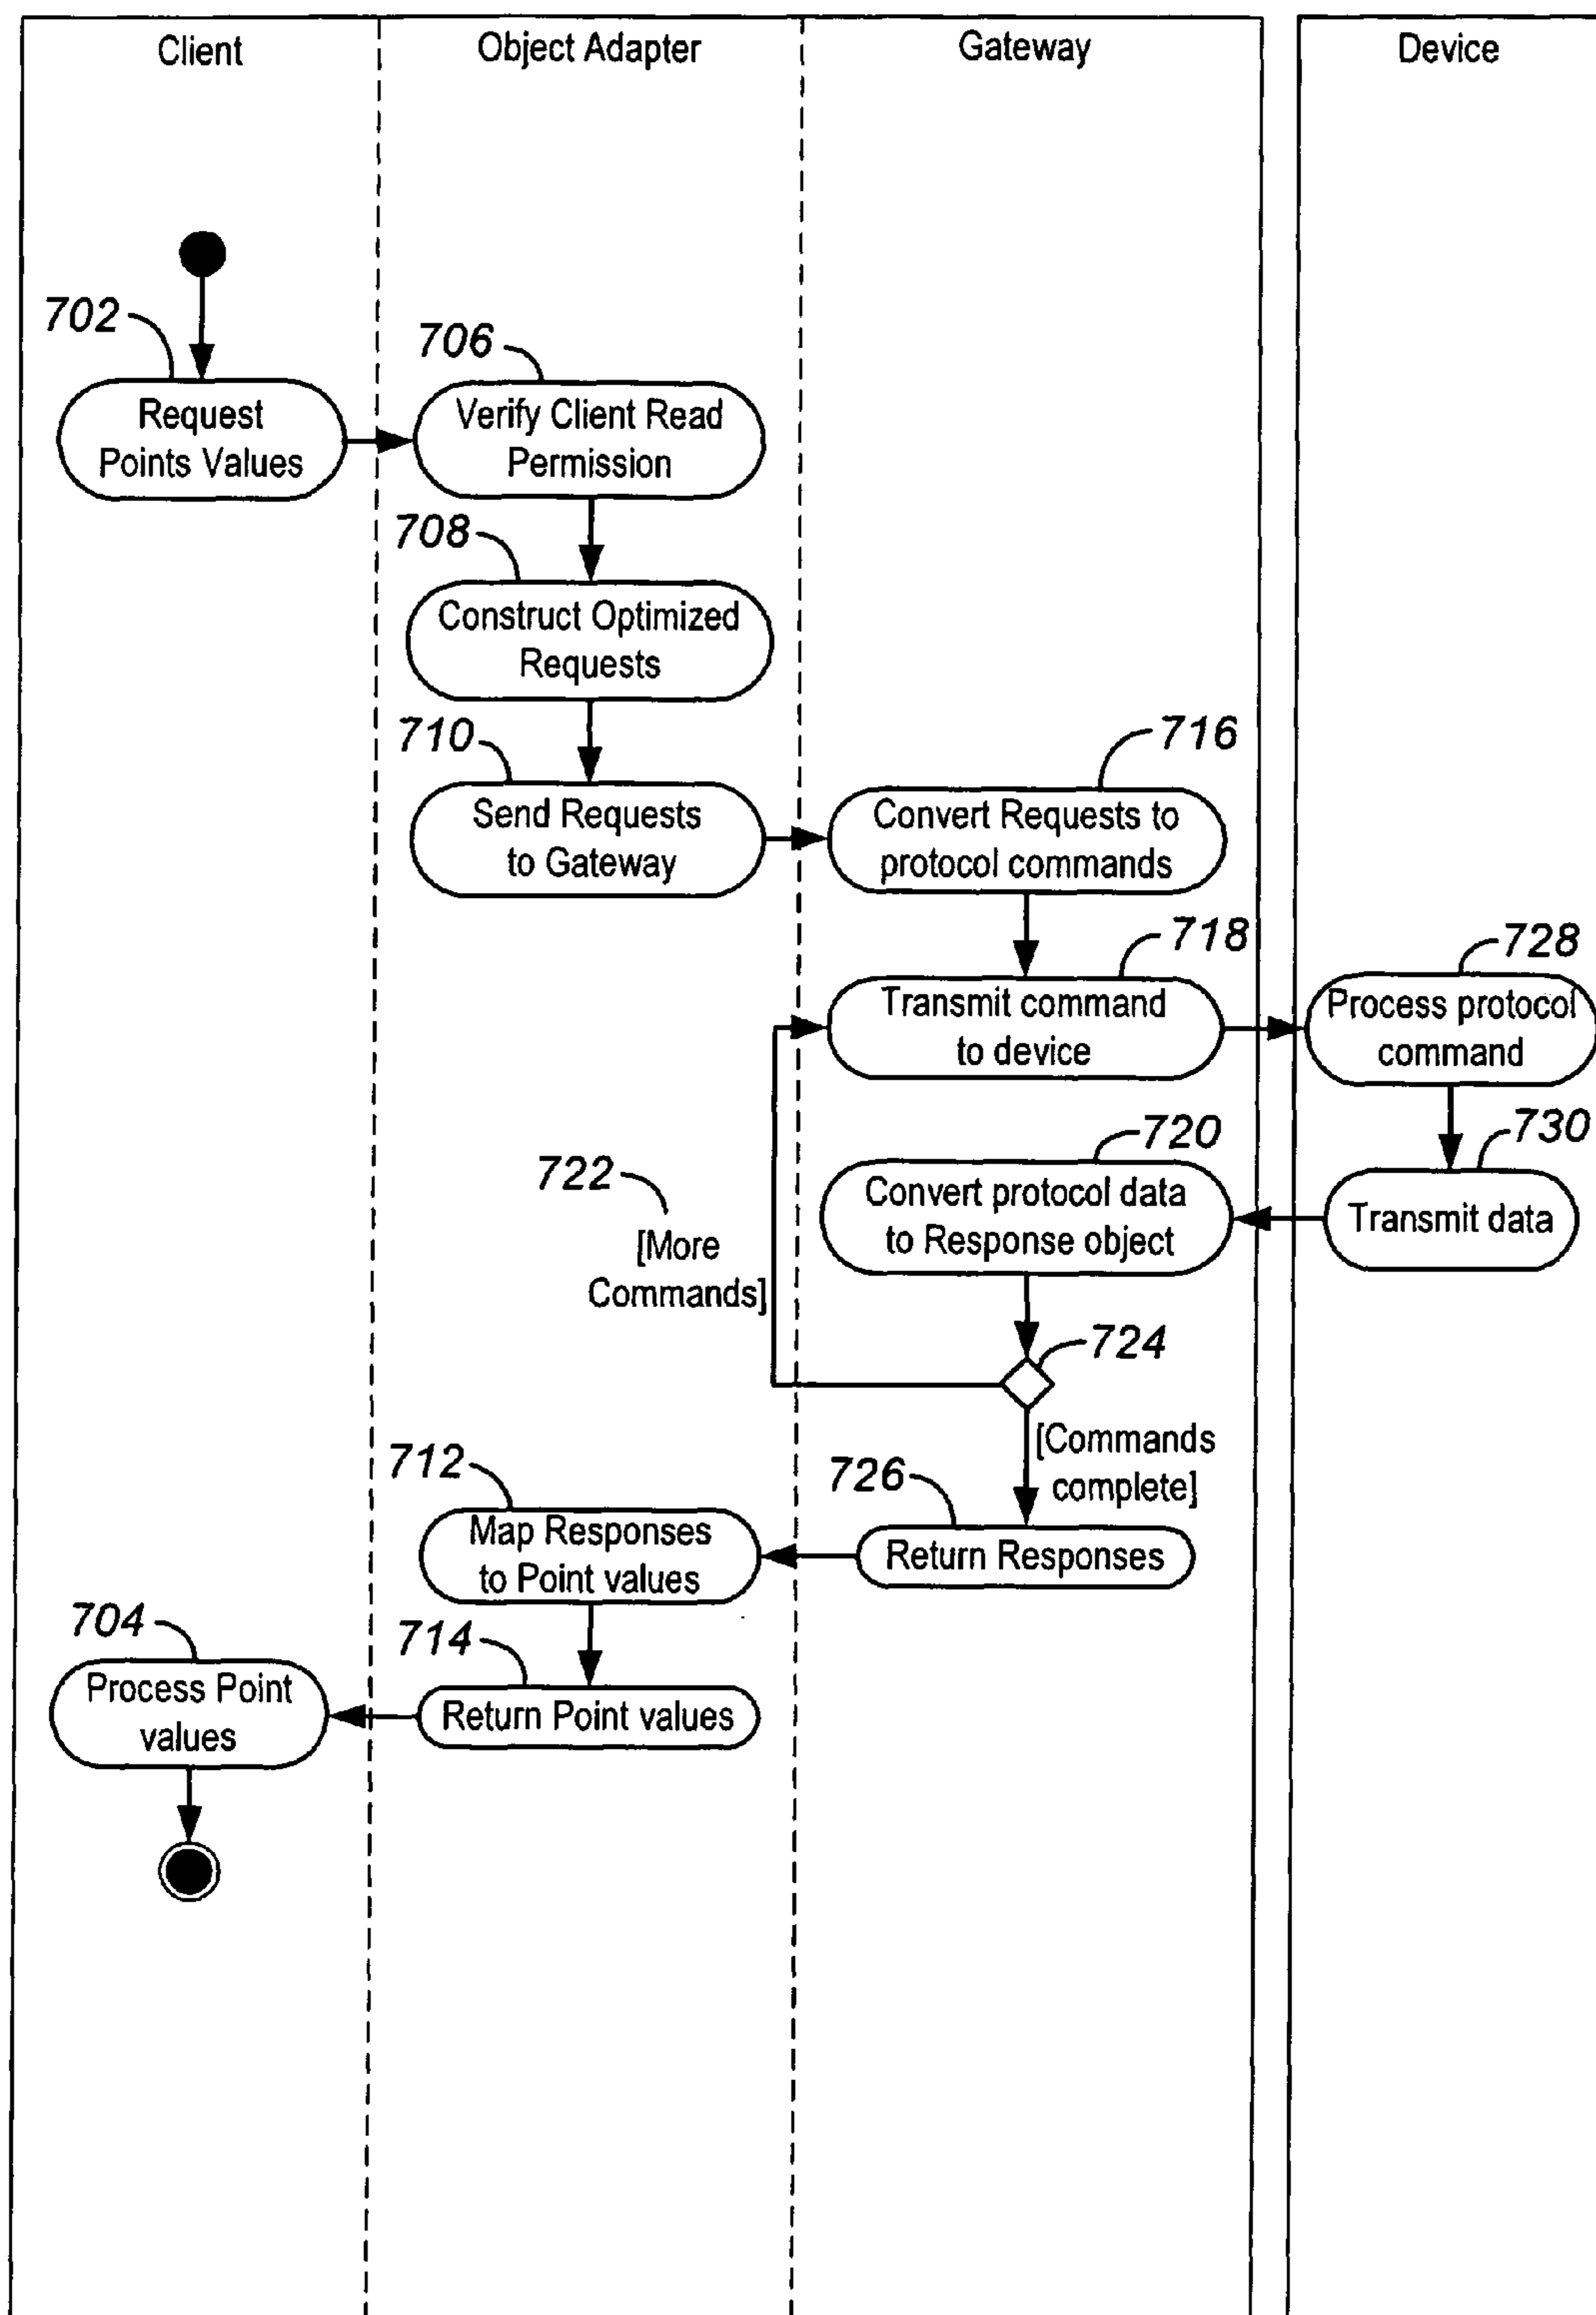 Client
Object Adapter
Gateway
Device
702
706
Request
Points Values
Verify Client Read
Permission
708
Construct Optimized
Requests
710
716
Send Requests
to Gateway
Convert Requests to
protocol commands
718
728
Transmit command
to device
Process protocol
command
720
730
722
[More
Commands]
Convert protocol data
to Response object
Transmit data
724
[Commands
complete]
712
726
Map Responses
to Point values
Return Responses
704
714
Process Point
values
Return Point values